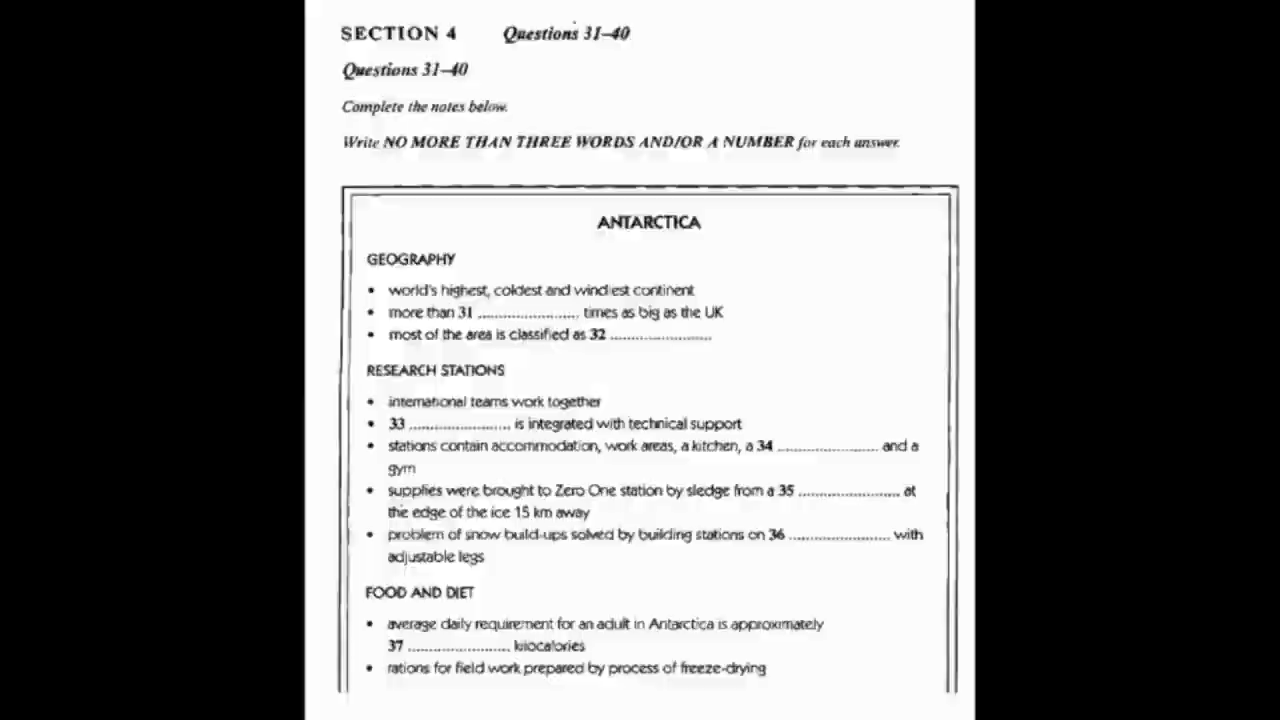 SECTION 4 Questions 31–40
Questions 31–40
Complete the notes below.
Write NO MORE THAN THREE WORDS AND/OR A NUMBER for each answer.
ANTARCTICA
GEOGRAPHY
• world's highest, coldest and windiest continent
• more than 31 ........................ times as big as the UK
• most of the area is classified as 32 ........................
RESEARCH STATIONS
• international teams work together
• 33 ........................ is integrated with technical support
• stations contain accommodation, work areas, a kitchen, a 34 ........................ and a
gym
• supplies were brought to Zero One station by sledge from a 35 ........................ at
the edge of the ice 15 km away
• problem of snow build-ups solved by building stations on 36 ........................ with
adjustable legs
FOOD AND DIET
• average daily requirement for an adult in Antarctica is approximately
37 ........................ kilocalories
• rations for field work prepared by process of freeze-drying